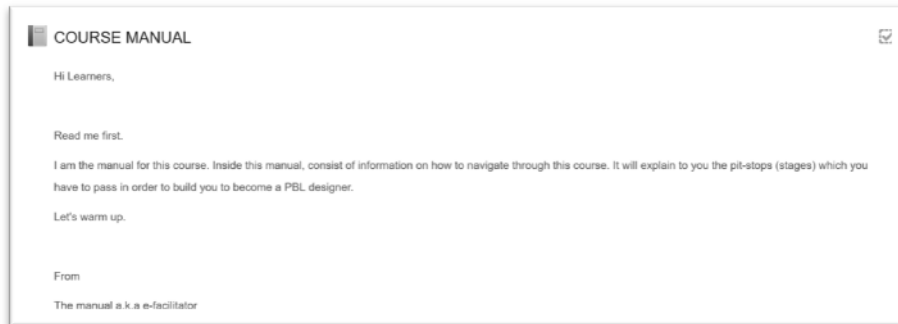 COURSE MANUAL
Hi Learners,
Read me first.
I am the manual for this course. Inside this manual, consist of information on how to navigate through this course. It will explain to you the pit-stops (stages) which you
have to pass in order to build you to become a PBL designer.
Let's warm up.
From
The manual a.k.a e-facilitator